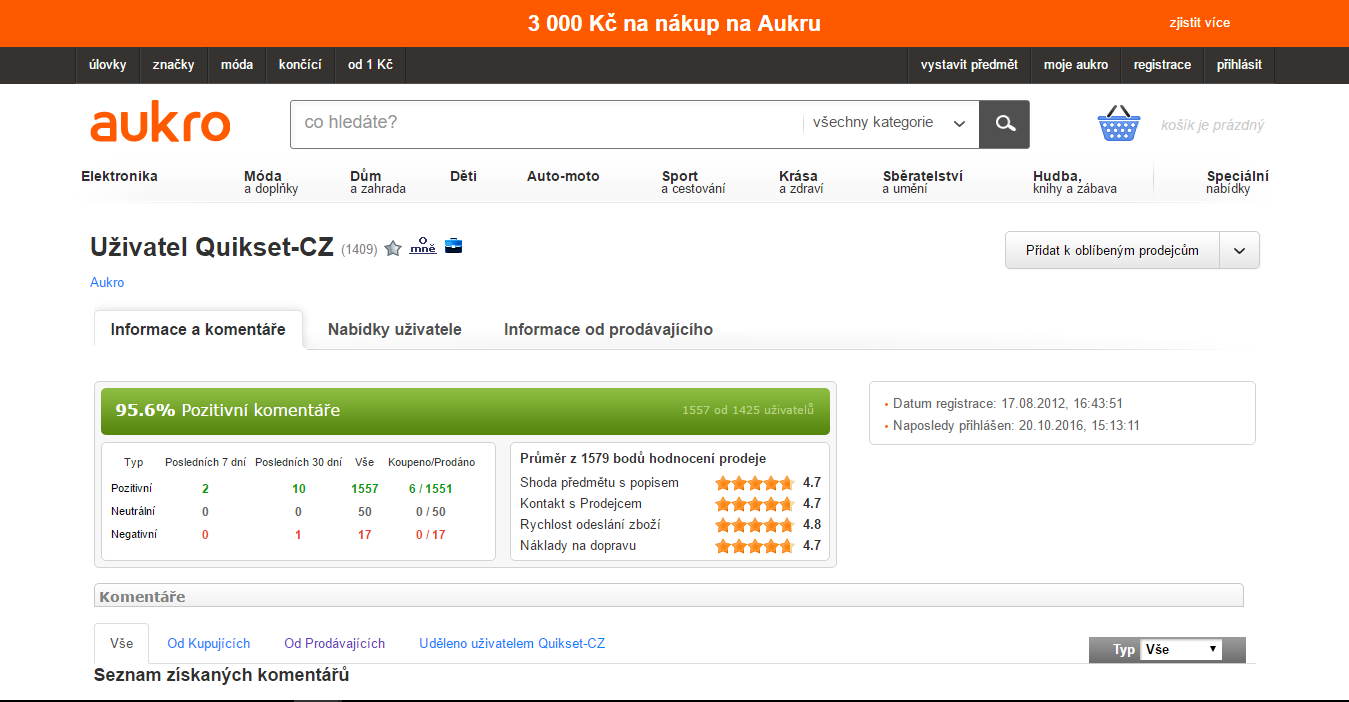 3 000 Kč na nákup na Aukru zjistit více
úlovky značky móda končící od 1 Kč vystavit předmět moje aukro registrace přihlásit
aukro co hledáte? všechny kategorie košík je prázdný
Elektronika Móda Dům Děti Auto-moto Sport Krása Sběratelství Hudba, Speciální
a doplňky a zahrada a cestování a zdraví a umění knihy a zábava nabídky
Uživatel Quikset-CZ (1409) O mně Přidat k oblíbeným prodejcům
Aukro
Informace a komentáře Nabídky uživatele Informace od prodávajícího
95.6% Pozitivní komentáře 1557 od 1425 uživatelů
• Datum registrace: 17.08.2012, 16:43:51
• Naposledy přihlášen: 20.10.2016, 15:13:11
Typ Posledních 7 dní Posledních 30 dní Vše Koupeno/Prodáno
Pozitivní 2 10 1557 6 / 1551
Neutrální 0 0 50 0 / 50
Negativní 0 1 17 0 / 17
Průměr z 1579 bodů hodnocení prodeje
Shoda předmětu s popisem 4.7
Kontakt s Prodejcem 4.7
Rychlost odeslání zboží 4.8
Náklady na dopravu 4.7
Komentáře
Vše Od Kupujících Od Prodávajících Uděleno uživatelem Quikset-CZ Typ Vše
Seznam získaných komentářů